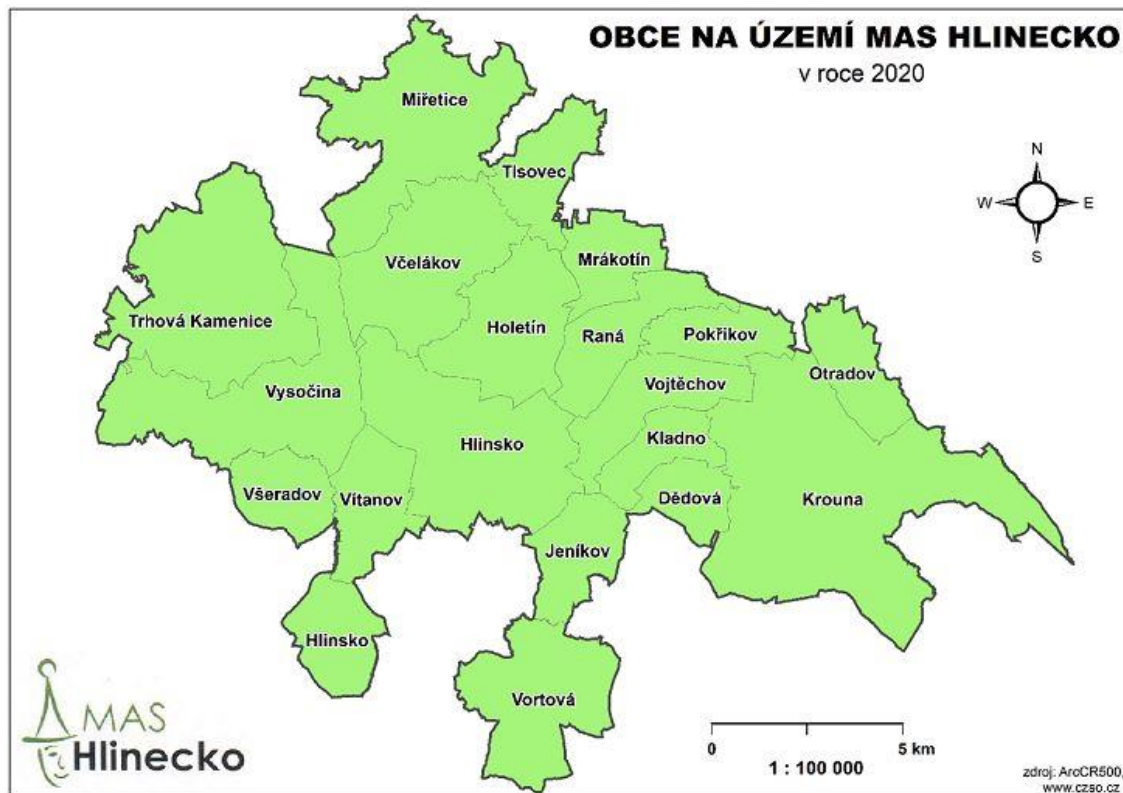 OBCE NA ÚZEMÍ MAS HLINECKO
v roce 2020
Miřetice
Tisovec
N
W
E
S
Včelákov
Mrákotín
Trhová Kamenice
Holetín
Raná
Pokřikov
Otradov
Vysočina
Vojtěchov
Hlinsko
Kladno
Všeradov
Vítanov
Dědová
Krouna
Jeníkov
Hlinsko
Vortová
MAS
Hlinecko
0
5 km
1 : 100 000
zdroj: ArcCR500,
www.czso.cz